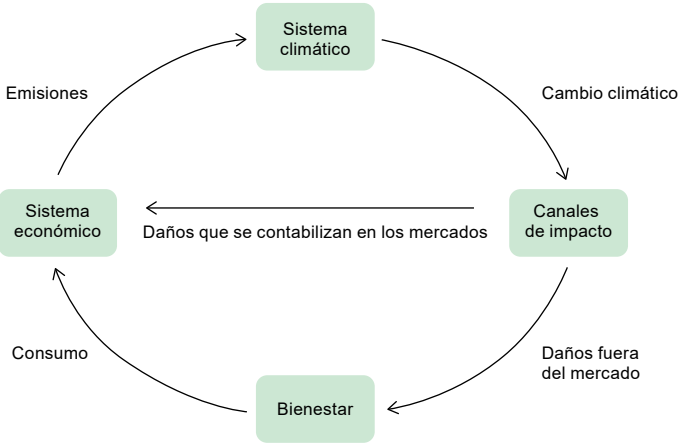 Sistema
climático
Emisiones
Cambio climático
Sistema
económico
Daños que se contabilizan en los mercados
Canales
de impacto
Consumo
Daños fuera
del mercado
Bienestar